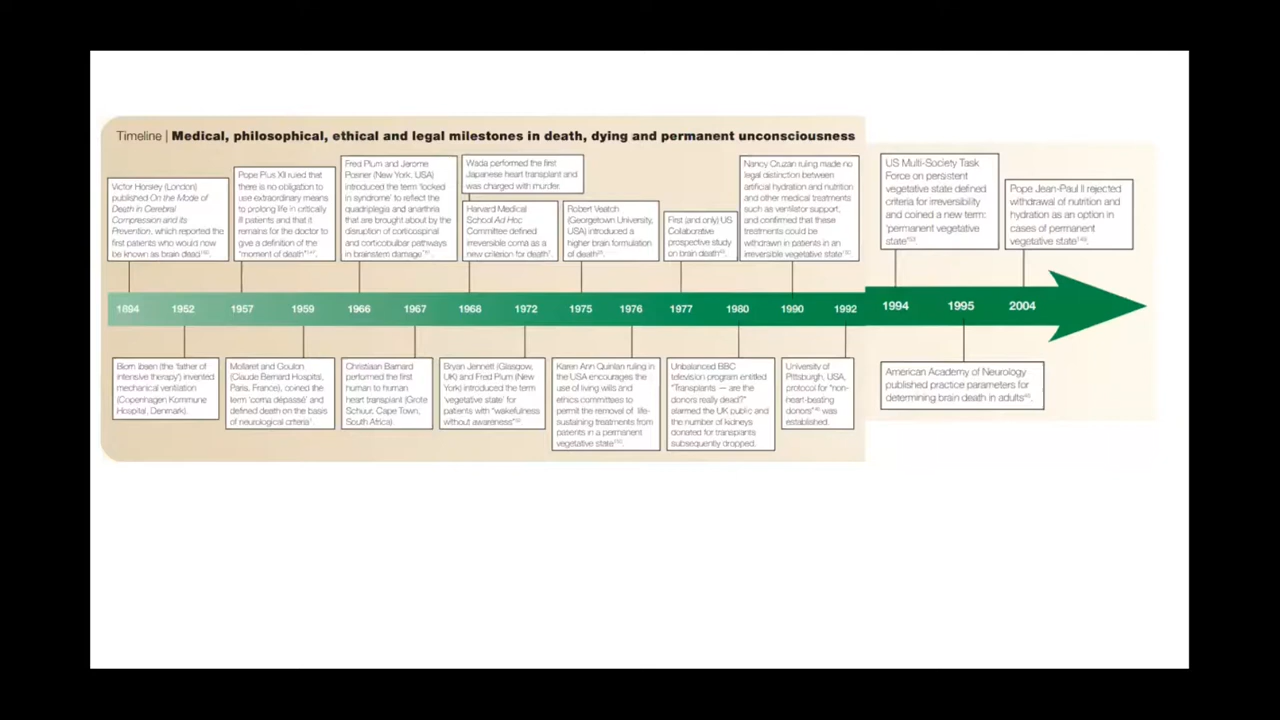 Timeline | Medical, philosophical, ethical and legal milestones in death, dying and permanent unconsciousness
Victor Horsley (London)
published On the Mode of
Death in Cerebral
Compression and its
Prevention, which reported the
first patients who would now
be known as brain dead
Pope Pius XII rued that
there is no obligation to
use extraordinary means
to prolong life in critically
ill patients and that it
remains for the doctor to
give a definition of the
"moment of death"
Fred Plum and Jerome
Posner (New York, USA)
introduced the term 'locked
in syndrome' to reflect the
quadriplegia and anarthria
that are brought about by the
disruption of corticospinal
and corticobulbar pathways
in brainstem damage
Wada performed the first
Japanese heart transplant and
was charged with murder.
Harvard Medical
School Ad Hoc
Committee defined
irreversible coma as a
new criterion for death
Robert Veatch
(Georgetown University,
USA) introduced a
higher brain formulation
of death
First (and only) US
Collaborative
prospective study
on brain death
Nancy Cruzan ruling made no
legal distinction between
artificial hydration and nutrition
and other medical treatments
such as ventilator support,
and confirmed that these
treatments could be
withdrawn in patients in an
irreversible vegetative state
US Multi-Society Task
Force on persistent
vegetative state defined
criteria for irreversibility
and coined a new term:
'permanent vegetative
state'
Pope Jean-Paul II rejected
withdrawal of nutrition and
hydration as an option in
cases of permanent
vegetative state
1894 1952 1957 1959 1966 1967 1968 1972 1975 1976 1977 1980 1990 1992 1994 1995 2004
Bjorn Ibsen (the 'father of
intensive therapy') invented
mechanical ventilation
(Copenhagen Kommune
Hospital, Denmark).
Mollaret and Goulon
(Claude Bernard Hospital,
Paris, France), coined the
term 'coma dépassé' and
defined death on the basis
of neurological criteria
Christiaan Barnard
performed the first
human to human
heart transplant (Grote
Schuur, Cape Town,
South Africa).
Bryan Jennett (Glasgow,
UK) and Fred Plum (New
York) introduced the term
'vegetative state' for
patients with "wakefulness
without awareness"
Karen Ann Quinlan ruling in
the USA encourages the
use of living wills and
ethics committees to
permit the removal of life-
sustaining treatments from
patients in a permanent
vegetative state
Unbalanced BBC
television program entitled
"Transplants — are the
donors really dead?"
alarmed the UK public and
the number of kidneys
donated for transplants
subsequently dropped.
University of
Pittsburgh, USA,
protocol for "non-
heart-beating
donors" was
established.
American Academy of Neurology
published practice parameters for
"determining brain death in adults"